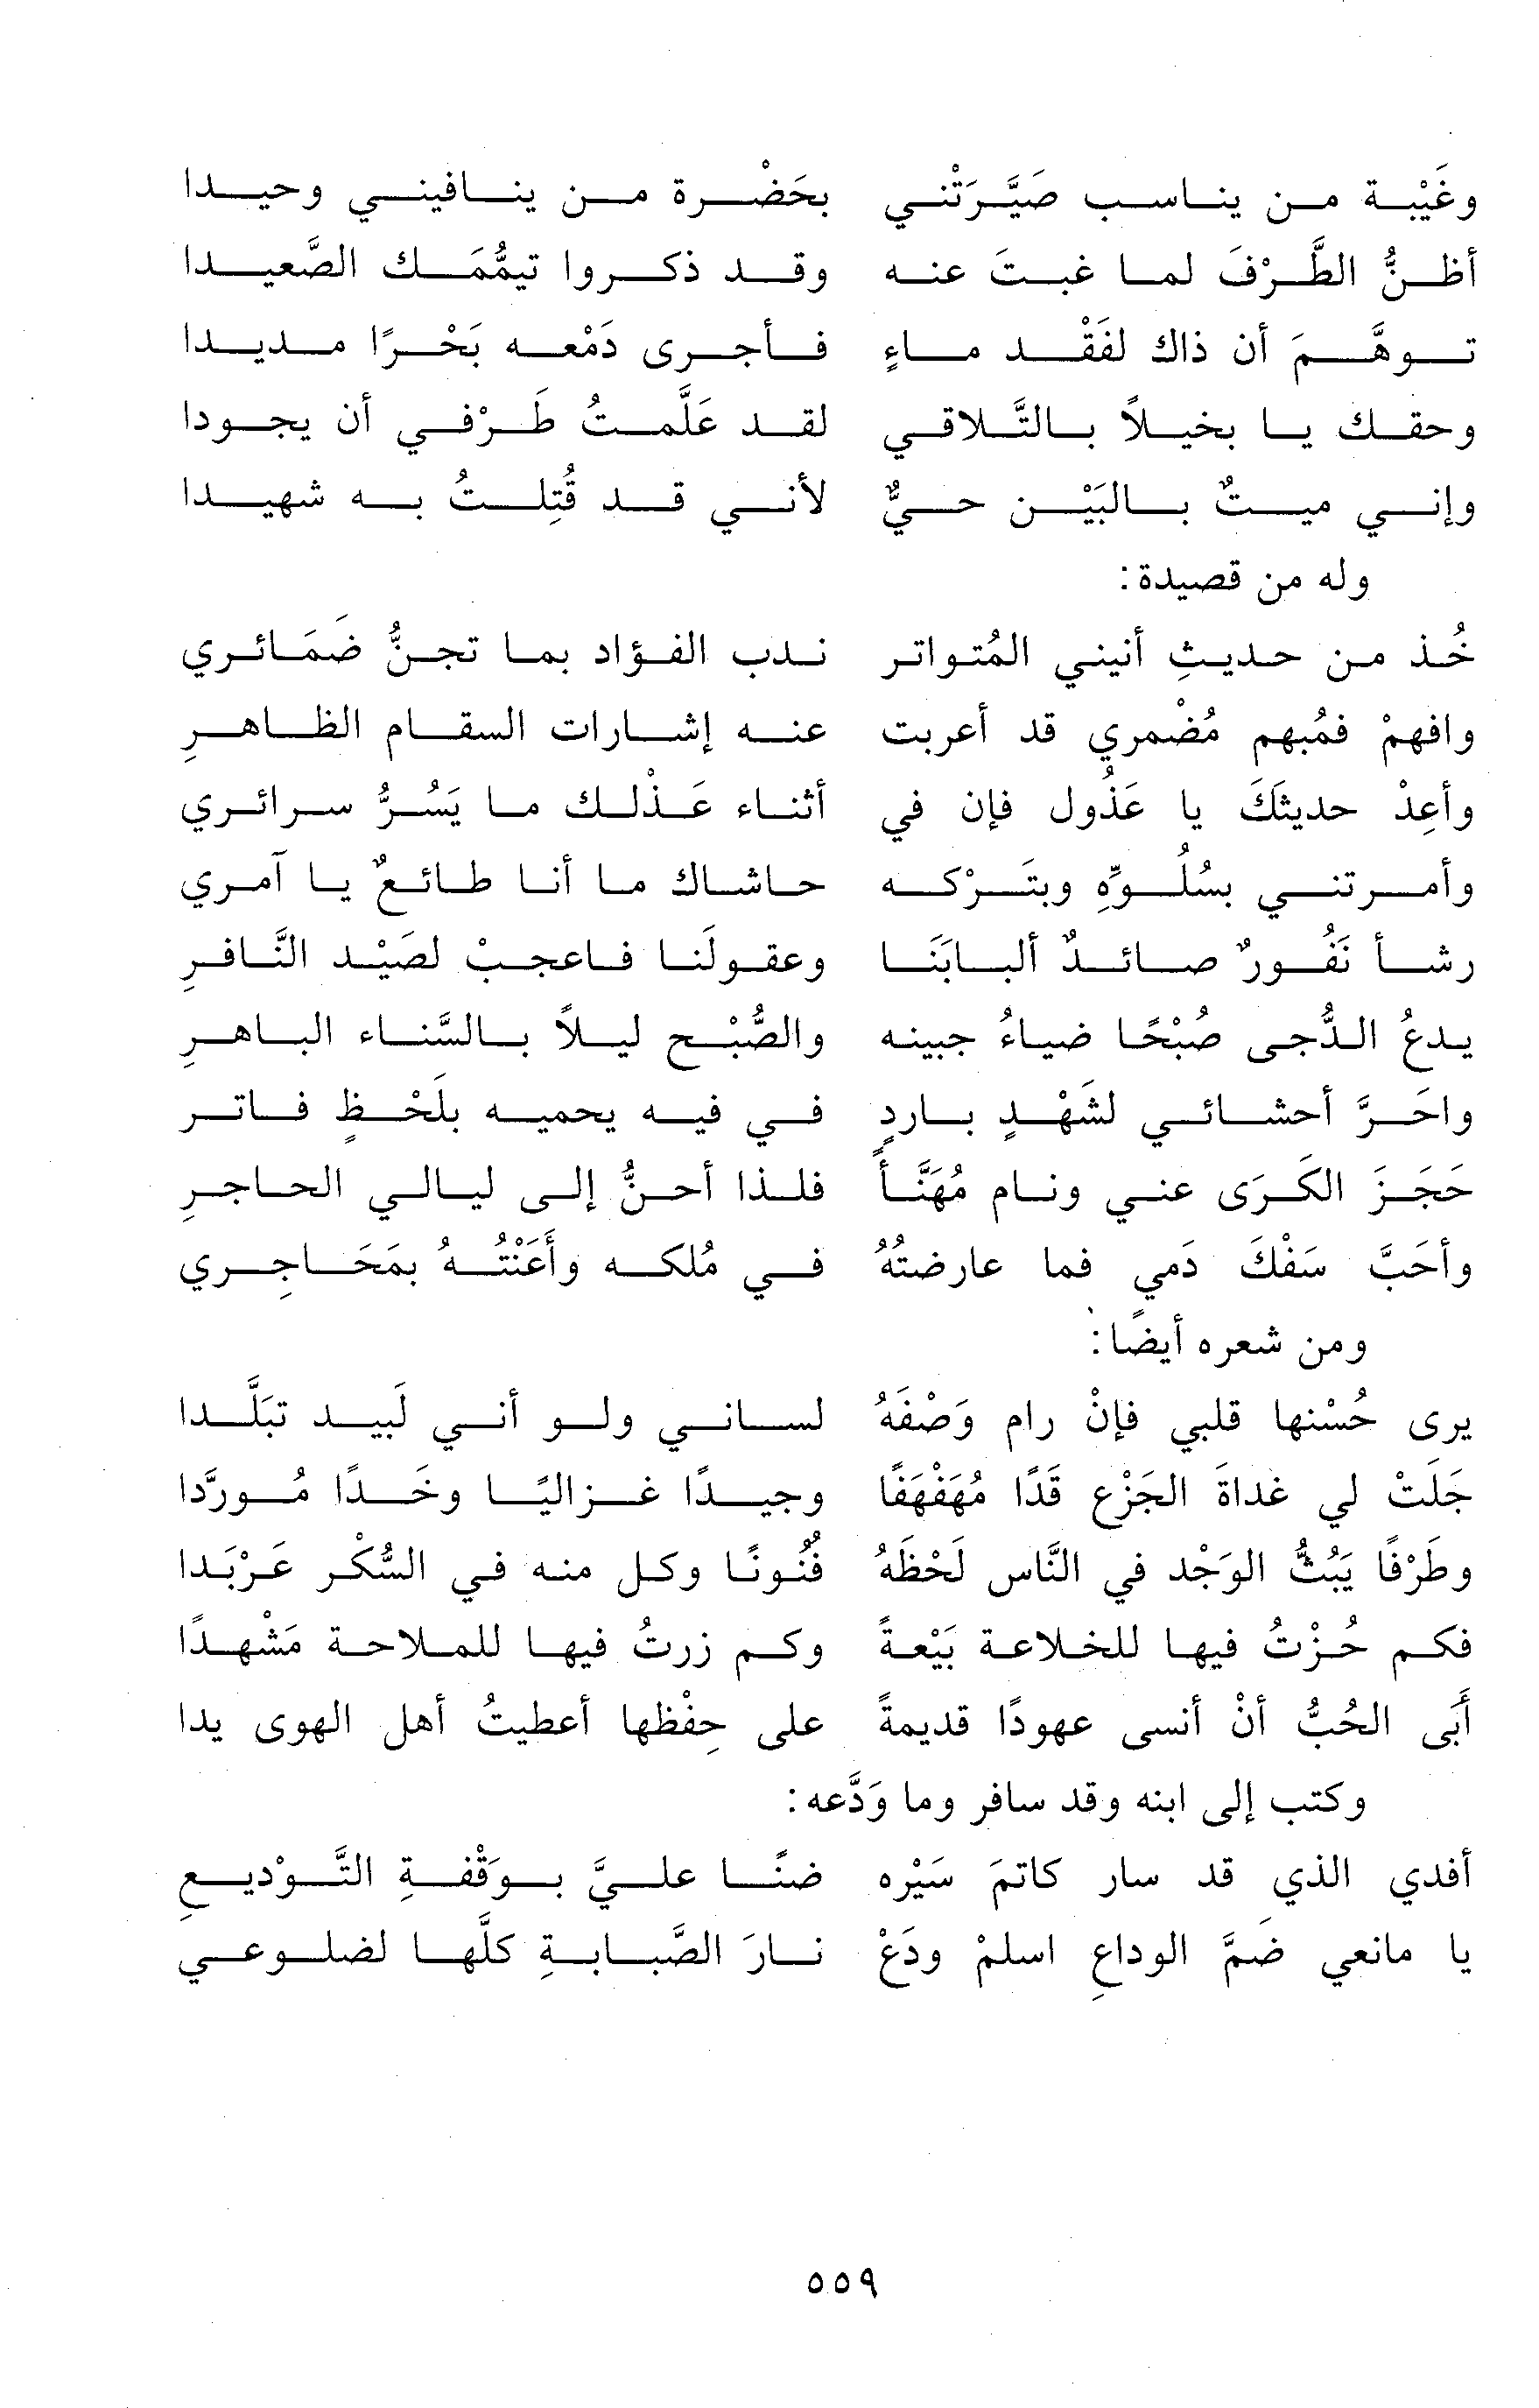 وغَيْبة من يناسب صَيَّرَتْني بحَضْرة من ينافيني وحيدا
أظنُّ الطَّرْفَ لما غبتَ عنه وقد ذكروا تيمُّمَك الصَّعيدا
توهَّمَ أن ذاك لفَقْد ماءٍ فأجرى دَمْعه بَحْرًا مديدا
وحقك يا بخيلاً بالتَّلاقي لقد عَلَّمتُ طَرْفي أن يجودا
وإني ميتٌ بالبَيْن حيٌّ لأني قد قُتِلتُ به شهيدا
وله من قصيدة:
خُذ من حديثِ أنيني المُتواتر ندب الفؤاد بما تجنُّ ضَمَائري
وافهمْ فمُبهم مُضْمري قد أعربت عنه إشارات السقام الظاهرِ
وأعِدْ حديثَكَ يا عَذُول فإن في أثناء عَذْلك ما يَسُرُّ سرائري
وأمرتني بسُلُوِّهِ وبتَرْكه حاشاك ما أنا طائعٌ يا آمري
رشأ نَفُورٌ صائدٌ ألبابَنَا وعقولَنا فاعجبْ لصَيْد النَّافرِ
يدعُ الدُّجى صُبْحًا ضياءُ جبينه والصُّبْح ليلاً بالسَّناء الباهرِ
واحَرَّ أحشائي لشَهْدٍ باردٍ في فيه يحميه بلَحْظٍ فاتر
حَجَزَ الكَرَى عني ونام مُهَنَّأً فلذا أحنُّ إلى ليالي الحاجرِ
وأحَبَّ سَفْكَ دَمي فما عارضتُهُ في مُلكه وأَعَنْتُهُ بمَحَاجِري
ومن شعره أيضًا:
يرى حُسْنها قلبي فإنْ رام وَصْفَهُ لساني ولو أني لَبيد تبَلَّدا
جَلَتْ لي غداةَ الجَزْع قَدًا مُهَفْهَفًا وجيدًا غزاليًا وخَدًا مُورَّدا
وطَرْفًا يَبُثُّ الوَجْد في النَّاس لَحْظَهُ فُنُونًا وكل منه في السُّكْر عَرْبَدا
فكم حُزْتُ فيها للخلاعة بَيْعةً وكم زرتُ فيها للملاحة مَشْهدًا
أَبَى الحُبُّ أنْ أنسى عهودًا قديمةً على حِفْظها أعطيتُ أهل الهوى يدا
وكتب إلى ابنه وقد سافر وما وَدَّعه:
أفدي الذي قد سار كاتمَ سَيْره ضنًا عليَّ بوَقْفةِ التَّوْديعِ
يا مانعي ضَمَّ الوداعِ اسلمْ ودَعْ نارَ الصَّبابةِ كلَّها لضلوعي
٥٥٩